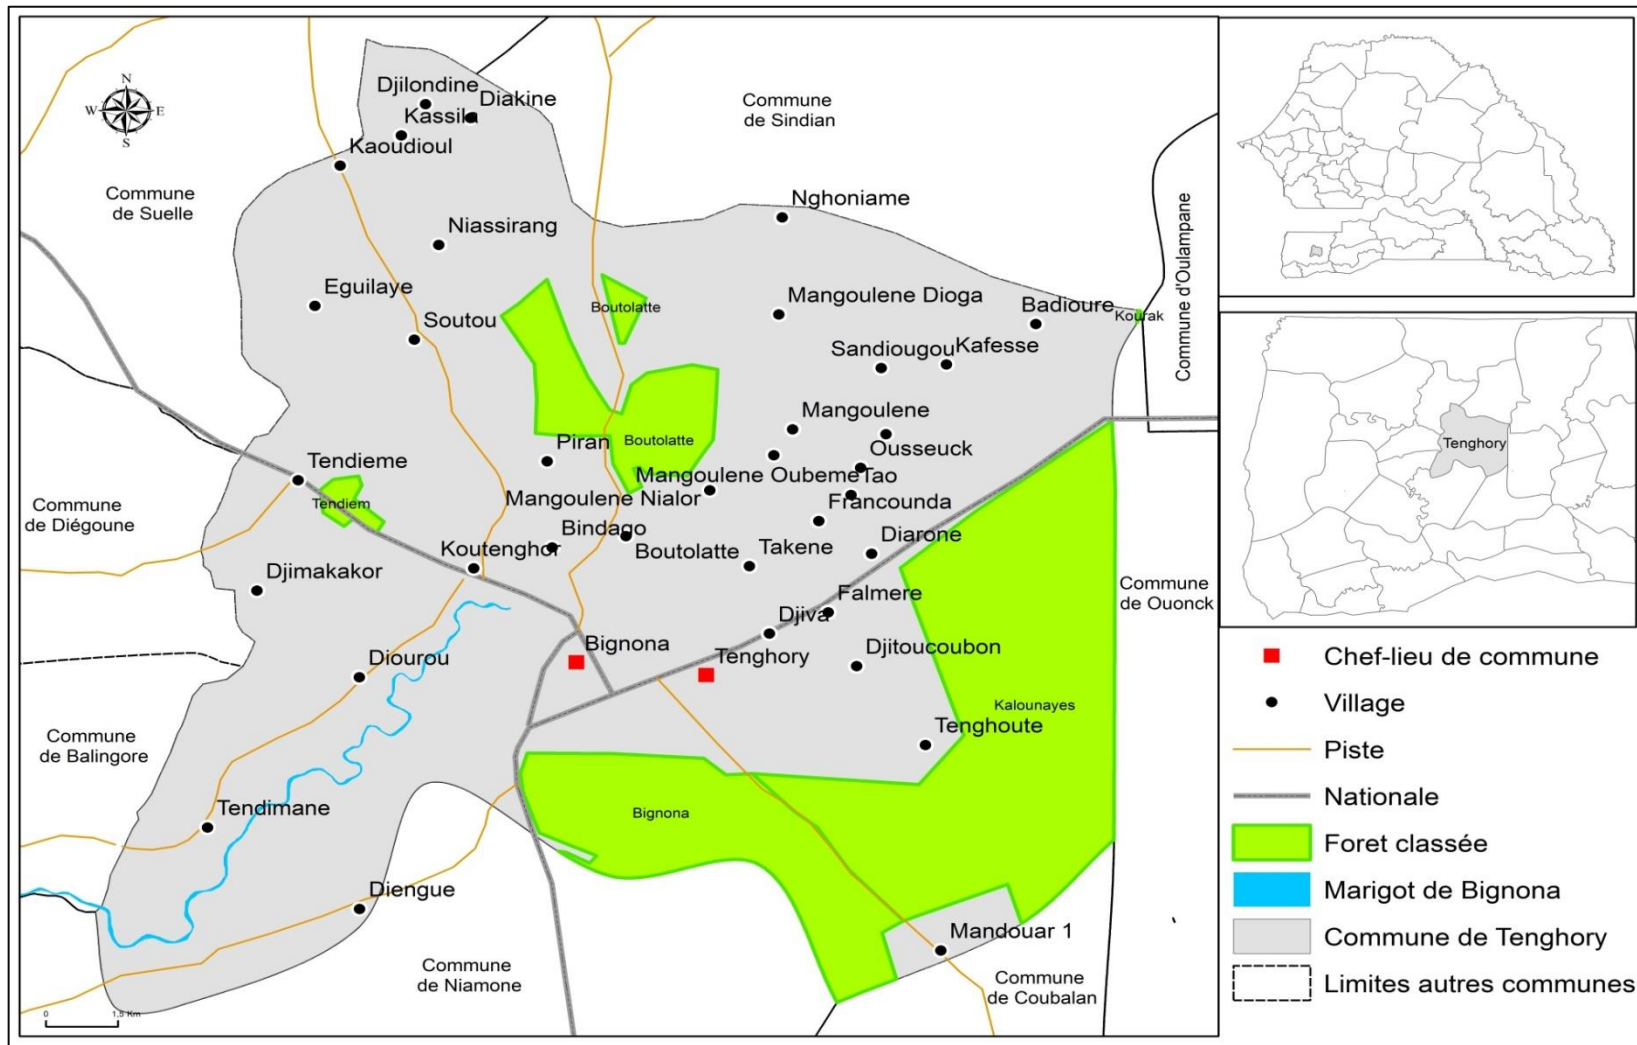 N
W
E
S
Djilondine
Diakine
Kassila
Kaoudioul
Commune
de Sindian
Commune
de Suelle
Niassirang
Nghoniame
Commune d'Oulampane
Eguilaye
Soutou
Boutolatte
Mangoulene Dioga
Badioure
Kourak
Sandiougou
Kafesse
Mangoulene
Boutolatte
Piran
Ousseuck
Tendieme
Mangoulene Oubeme
Tao
Tendiem
Mangoulene Nialor
Francounda
Commune
de Diégoune
Bindago
Koutenghor
Boutolatte
Takene
Diarone
Djimakakor
Commune
de Ouonck
Falmere
Djiva
Bignona
Tenghory
Djitoucoubon
Diourou
Kalounayes
Tenghoute
Commune
de Balingore
Tendimane
Bignona
Diengue
Mandouar 1
Commune
de Niamone
Commune
de Coubalan
0
1,5 Km
Tenghory
Chef-lieu de commune
Village
Piste
Nationale
Foret classée
Marigot de Bignona
Commune de Tenghory
Limites autres communes